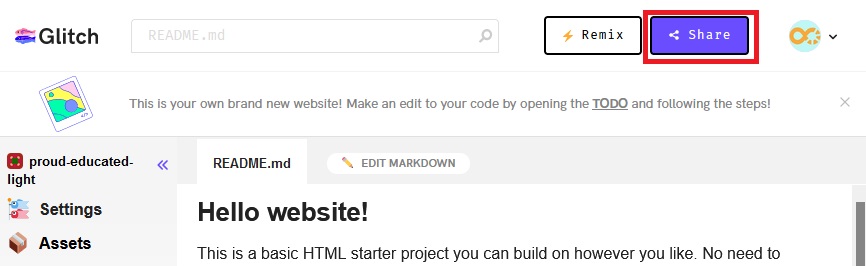 Glitch
README.md
Remix
Share
This is your own brand new website! Make an edit to your code by opening the TODO and following the steps!
proud-educated-
light
README.md
EDIT MARKDOWN
Settings
Assets
Hello website!
This is a basic HTML starter project you can build on however you like. No need to